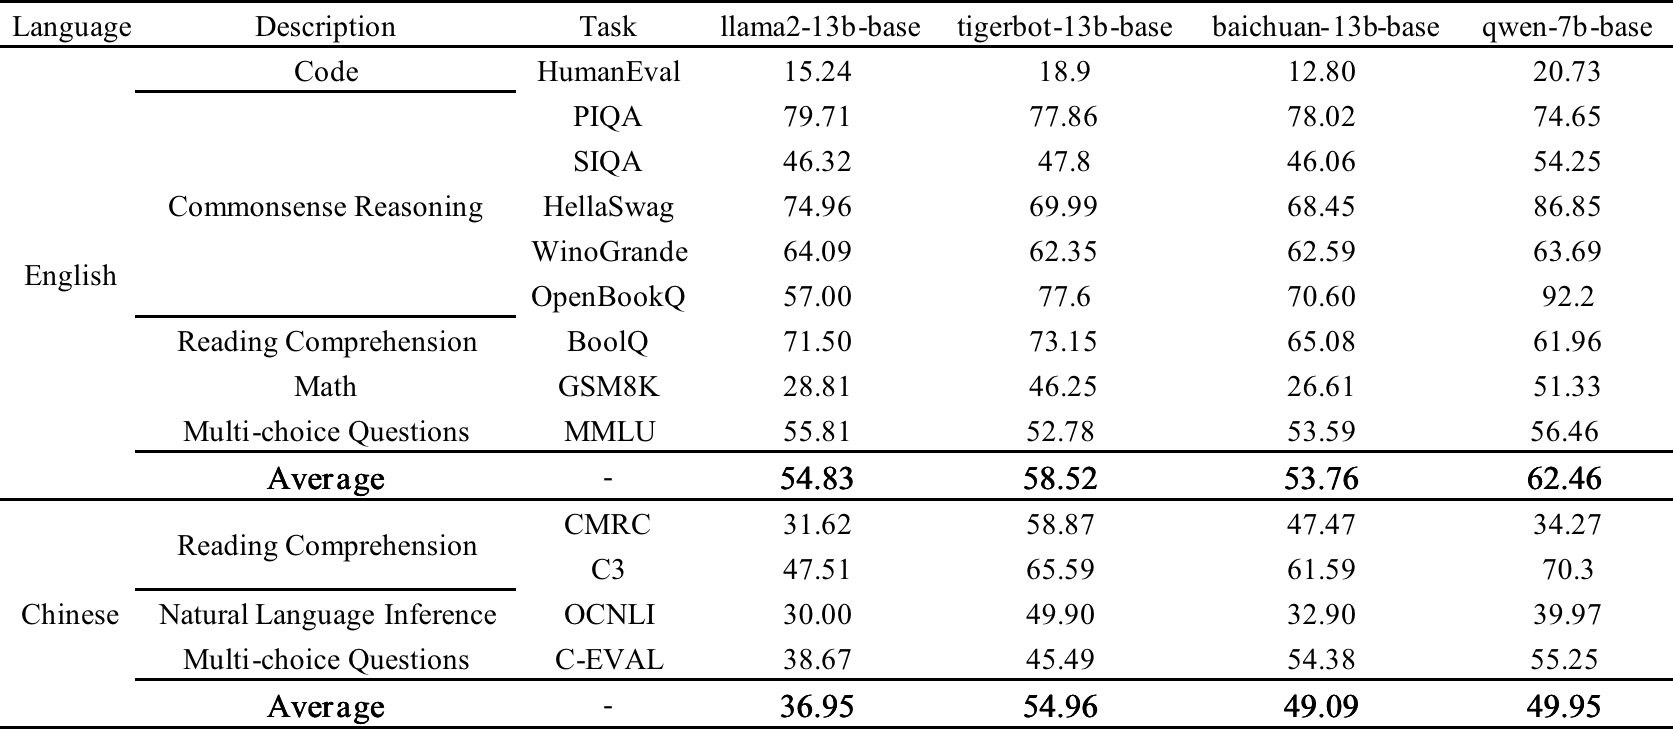 Language Description Task llama2-13b-base tigerbot-13b-base baichuan-13b-base qwen-7b-base
Code HumanEval 15.24 18.9 12.80 20.73
PIQA 79.71 77.86 78.02 74.65
SIQA 46.32 47.8 46.06 54.25
Commonsense Reasoning HellaSwag 74.96 69.99 68.45 86.85
WinoGrande 64.09 62.35 62.59 63.69
English
OpenBookQ 57.00 77.6 70.60 92.2
Reading Comprehension BoolQ 71.50 73.15 65.08 61.96
Math GSM8K 28.81 46.25 26.61 51.33
Multi-choice Questions MMLU 55.81 52.78 53.59 56.46
Average - 54.83 58.52 53.76 62.46
CMRC 31.62 58.87 47.47 34.27
Reading Comprehension
C3 47.51 65.59 61.59 70.3
Chinese Natural Language Inference OCNLI 30.00 49.90 32.90 39.97
Multi-choice Questions C-EVAL 38.67 45.49 54.38 55.25
Average - 36.95 54.96 49.09 49.95